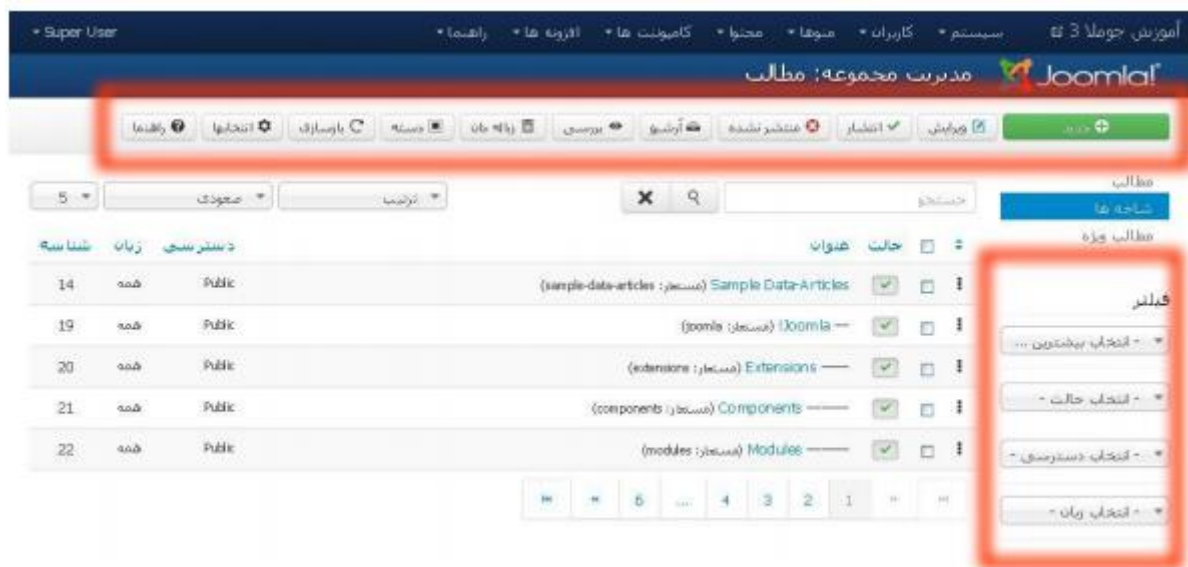 آموزش جوملا 3 سیستم کاربران منوها محتوا کامپوننت ها افزونه ها راهنما Super User
Joomla! مدیریت مجموعه: مطالب
جدید ویرایش انتشار منتشر نشده آرشیو بررسی زباله دان دسته بازسازی انتخابها راهنما
مطالب
شاخه ها
مطالب ویژه
فیلتر
- انتخاب بیشترین ...
- انتخاب حالت -
- انتخاب دسترسی -
- انتخاب زبان -
جستجو ترتیب صعودی 5
حالت عنوان دسترسی زبان شناسه
Sample Data-Articles (مستعار: sample-data-articles) Public همه 14
— Joomla! (مستعار: joomla) Public همه 19
—— Extensions (مستعار: extensions) Public همه 20
——— Components (مستعار: components) Public همه 21
——— Modules (مستعار: modules) Public همه 22
1 2 3 4 ... 6